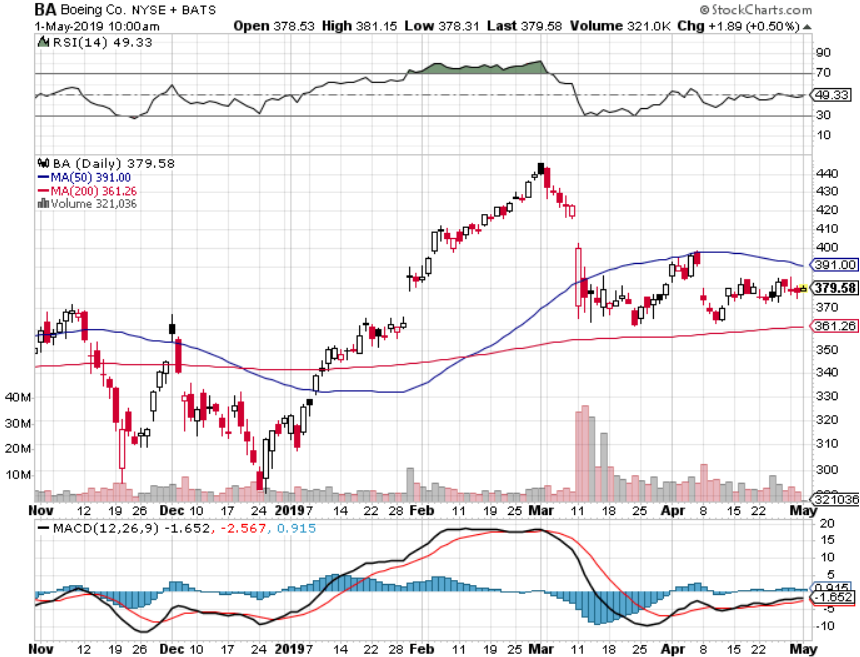 BA Boeing Co. NYSE + BATS © StockCharts.com
1-May-2019 10:00am Open 378.53 High 381.15 Low 378.31 Last 379.58 Volume 321.0K Chg +1.89 (+0.50%)
RSI(14) 49.33
90
70
49.33
30
10
BA (Daily) 379.58
MA(50) 391.00
MA(200) 361.26
Volume 321,036
440
430
420
410
400
391.00
379.58
370
361.26
350
340
330
320
310
300
40M
30M
20M
10M
321036
Nov 12 19 26 Dec 10 17 24 2019 7 14 22 28 Feb 11 19 25 Mar 11 18 25 Apr 8 15 22 May
MACD(12,26,9) -1.652, -2.567, 0.915
20
15
10
5
0.915
-1.652
-5
-10
Nov 12 19 26 Dec 10 17 24 2019 7 14 22 28 Feb 11 19 25 Mar 11 18 25 Apr 8 15 22 May